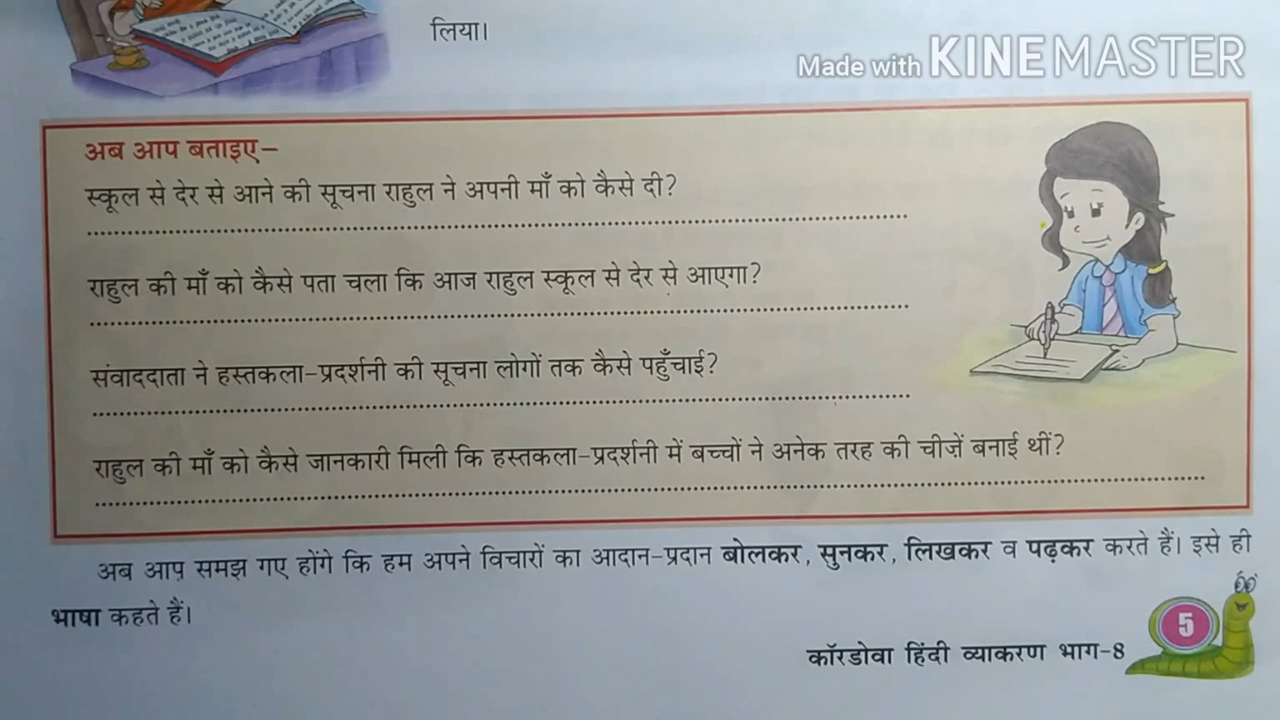 लिया।
Made with KINEMASTER
अब आप बताइए–
स्कूल से देर से आने की सूचना राहुल ने अपनी माँ को कैसे दी?
राहुल की माँ को कैसे पता चला कि आज राहुल स्कूल से देर से आएगा?
संवाददाता ने हस्तकला-प्रदर्शनी की सूचना लोगों तक कैसे पहुँचाई?
राहुल की माँ को कैसे जानकारी मिली कि हस्तकला-प्रदर्शनी में बच्चों ने अनेक तरह की चीज़ें बनाई थीं?
अब आप समझ गए होंगे कि हम अपने विचारों का आदान-प्रदान बोलकर, सुनकर, लिखकर व पढ़कर करते हैं। इसे ही
भाषा कहते हैं।
5
कॉरडोवा हिंदी व्याकरण भाग-8